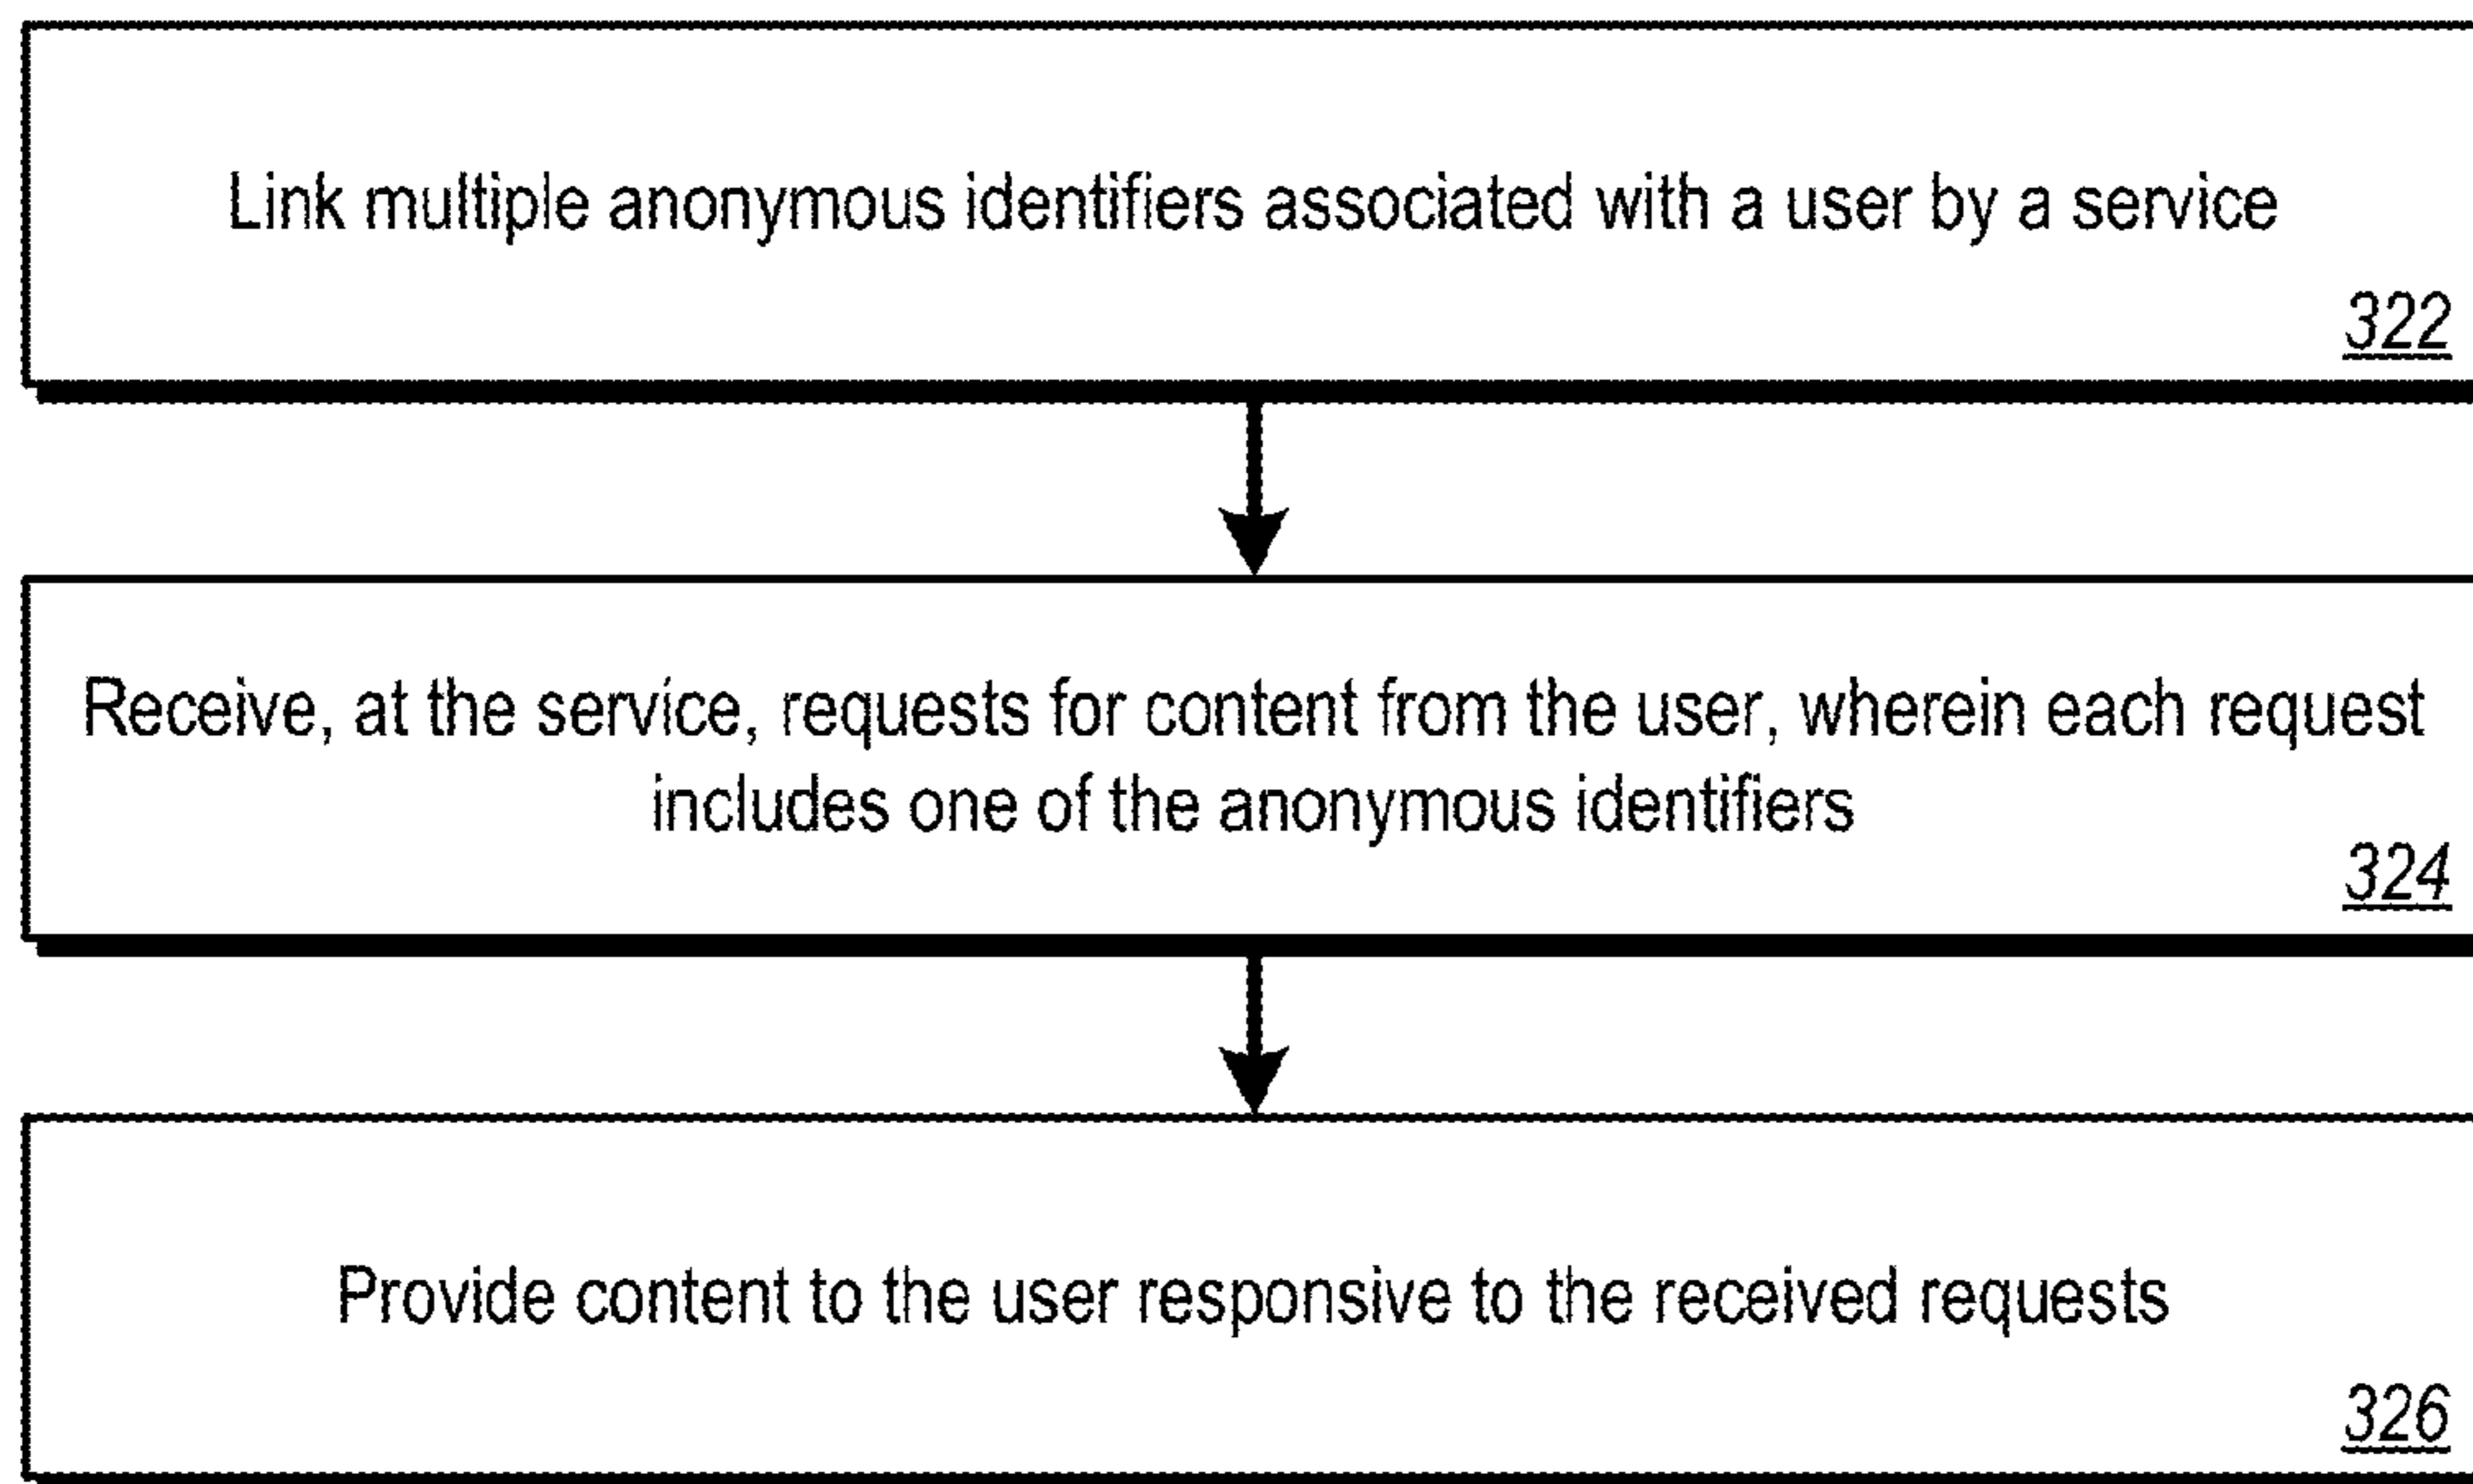 Link multiple anonymous identifiers associated with a user by a service
322
Receive, at the service, requests for content from the user, wherein each request
includes one of the anonymous identifiers
324
Provide content to the user responsive to the received requests
326